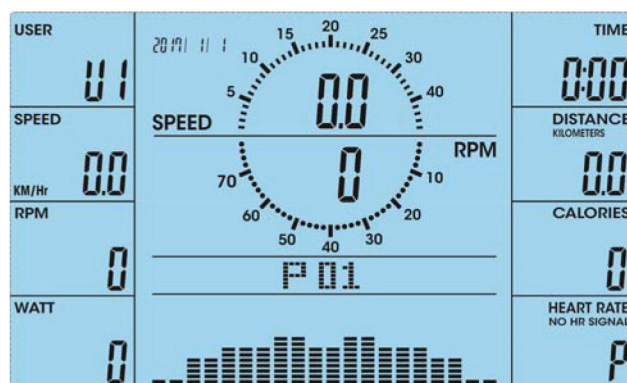 USER
U1
SPEED
KM/Hr 0.0
RPM
0
WATT
0
2017/ 1/ 1
5 10 15 20 25 30 40
SPEED
0.0
RPM
0
70 60 50 40 30 20 10
P01
TIME
0:00
DISTANCE
KILOMETERS
0.0
CALORIES
0
HEART RATE
NO HR SIGNAL
P